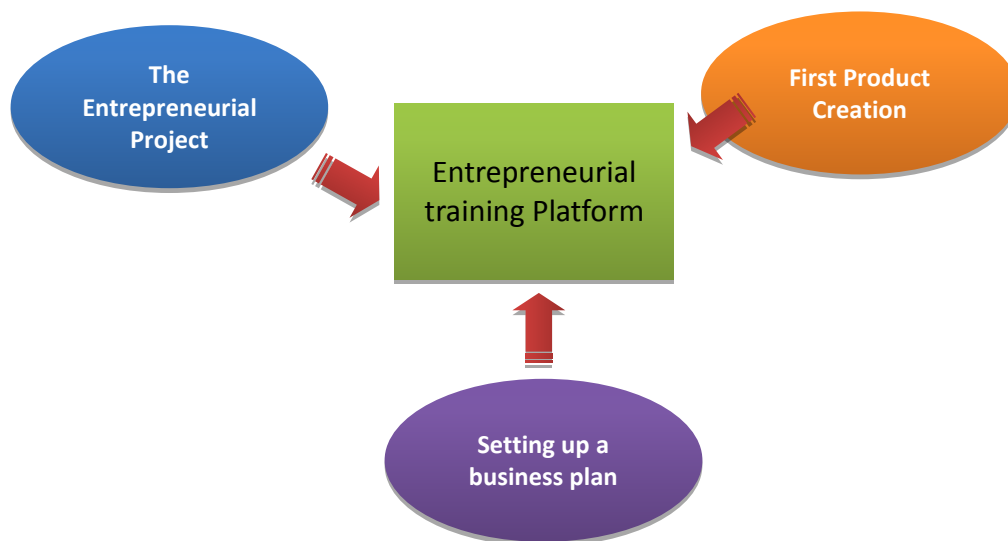 The
Entrepreneurial
Project
First Product
Creation
Entrepreneurial
training Platform
Setting up a
business plan